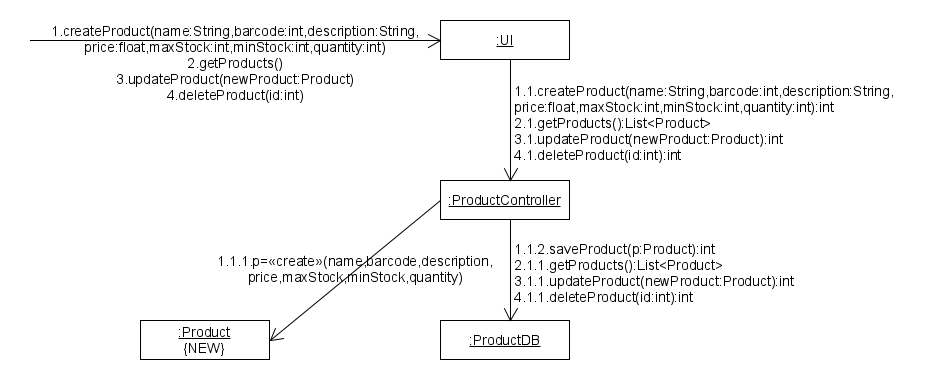 1.createProduct(name:String,barcode:int,description:String,
price:float,maxStock:int,minStock:int,quantity:int)
2.getProducts()
3.updateProduct(newProduct:Product)
4.deleteProduct(id:int)
:UI
1.1.createProduct(name:String,barcode:int,description:String,
price:float,maxStock:int,minStock:int,quantity:int):int
2.1.getProducts():List<Product>
3.1.updateProduct(newProduct:Product):int
4.1.deleteProduct(id:int):int
:ProductController
1.1.1.p=«create»(name,barcode,description,
price,maxStock,minStock,quantity)
1.1.2.saveProduct(p:Product):int
2.1.1.getProducts():List<Product>
3.1.1.updateProduct(newProduct:Product):int
4.1.1.deleteProduct(id:int):int
:Product
{NEW}
:ProductDB